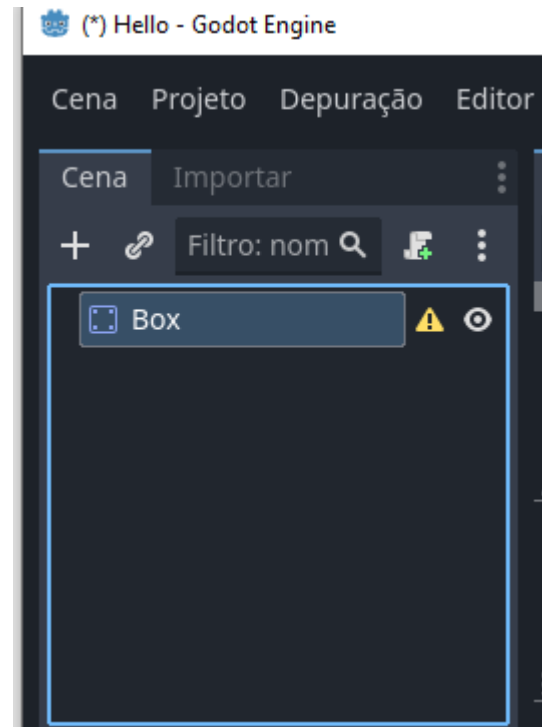 (*) Hello - Godot Engine
Cena Projeto Depuração Editor
Cena Importar
Filtro: nom
Box